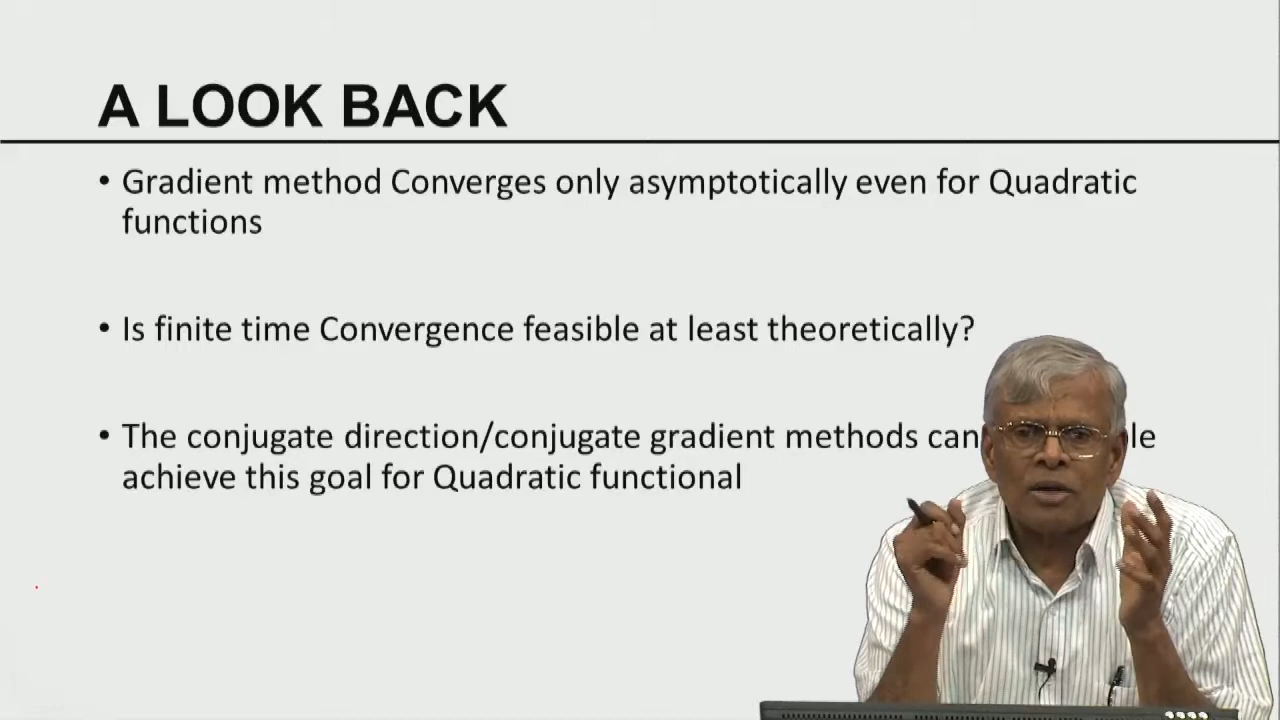 A LOOK BACK
• Gradient method Converges only asymptotically even for Quadratic
functions
• Is finite time Convergence feasible at least theoretically?
• The conjugate direction/conjugate gradient methods can
achieve this goal for Quadratic functional